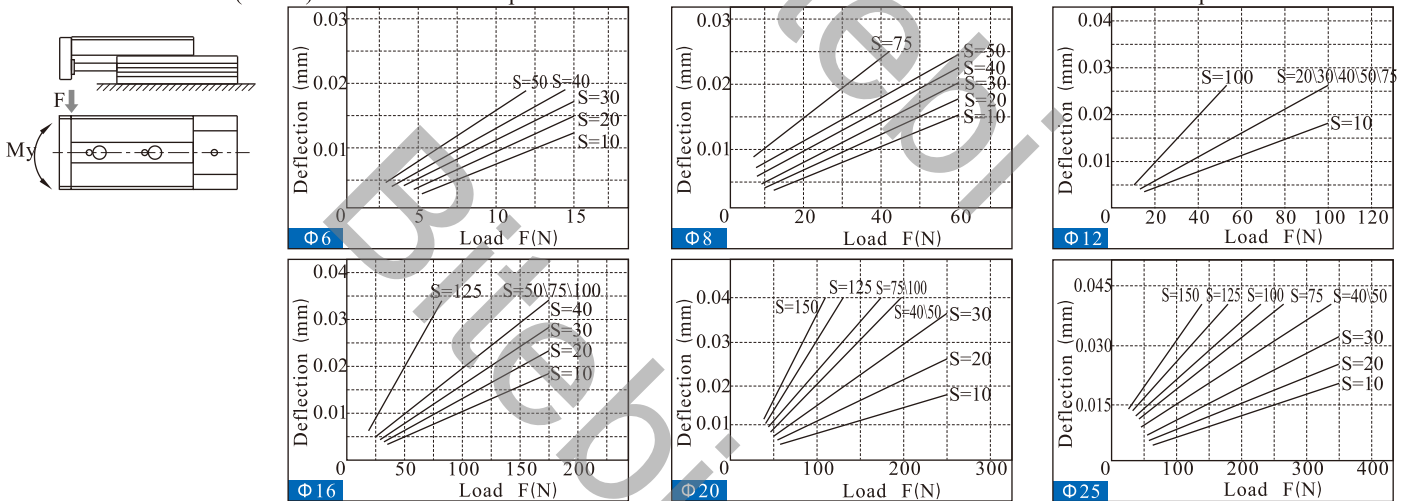 F
My
0.03
0.02
0.01
0
Deflection (mm)
S=50 S=40
S=30
S=20
S=10
5
10
15
Φ6
Load F(N)
0.03
0.02
0.01
0
Deflection (mm)
S=75
S=50
S=40
S=30
S=20
S=10
20
40
60
Φ8
Load F(N)
0.04
0.03
0.02
0.01
0
Deflection (mm)
S=100
S=20\30\40\50\75
S=10
20
40
60
80
100
120
Φ12
Load F(N)
0.04
0.03
0.02
0.01
0
Deflection (mm)
S=125
S=50\75\100
S=40
S=30
S=20
S=10
50
100
150
200
Φ16
Load F(N)
0.04
0.03
0.02
0.01
0
Deflection (mm)
S=150
S=125 S=75\100
S=40\50
S=30
S=20
S=10
100
200
300
Φ20
Load F(N)
0.045
0.030
0.015
0
Deflection (mm)
S=150 S=125 S=100 S=75 S=40\50
S=30
S=20
S=10
100
200
300
400
Φ25
Load F(N)